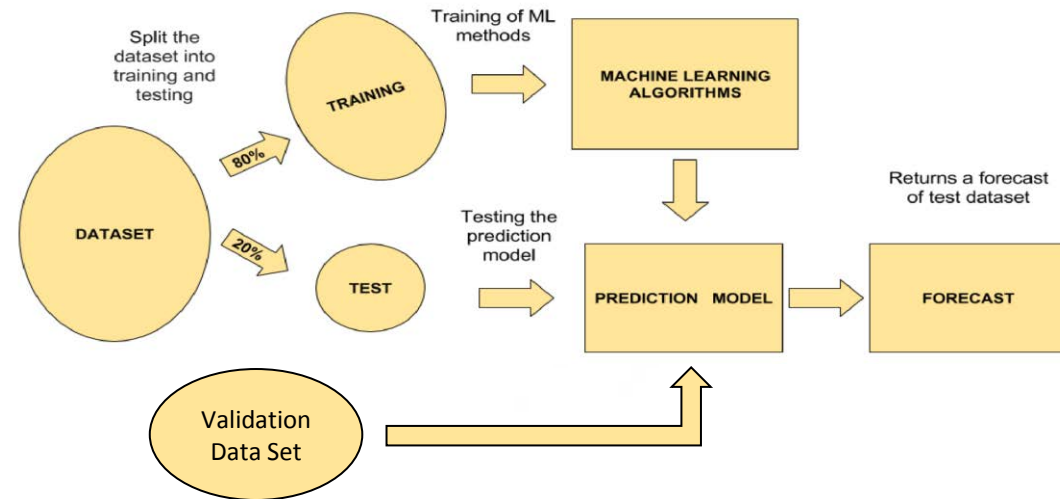 Split the
dataset into
training and
testing
80%
20%
DATASET
TRAINING
TEST
Training of ML
methods
MACHINE LEARNING
ALGORITHMS
Testing the
prediction
model
PREDICTION MODEL
Returns a forecast
of test dataset
FORECAST
Validation
Data Set